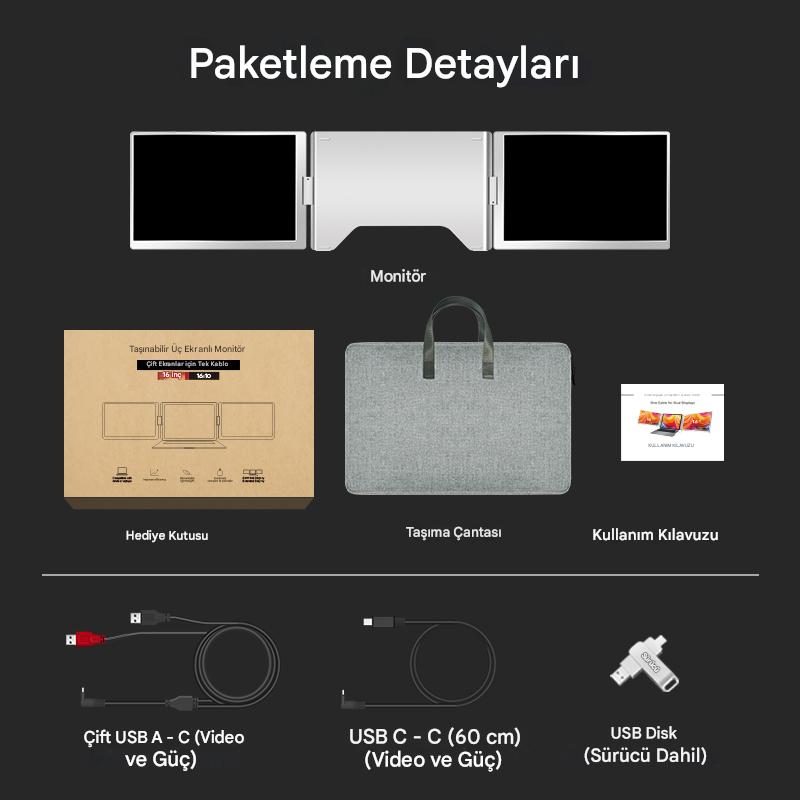 Paketleme Detayları
Monitör
Taşınabilir Üç Ekranlı Monitör
Çift Ekranlar için Tek Kablo
16 inç 16:10
KULLANIM KILAVUZU
Hediye Kutusu
Taşıma Çantası
Kullanım Kılavuzu
Çift USB A - C (Video
ve Güç)
USB C - C (60 cm)
(Video ve Güç)
USB Disk
(Sürücü Dahil)